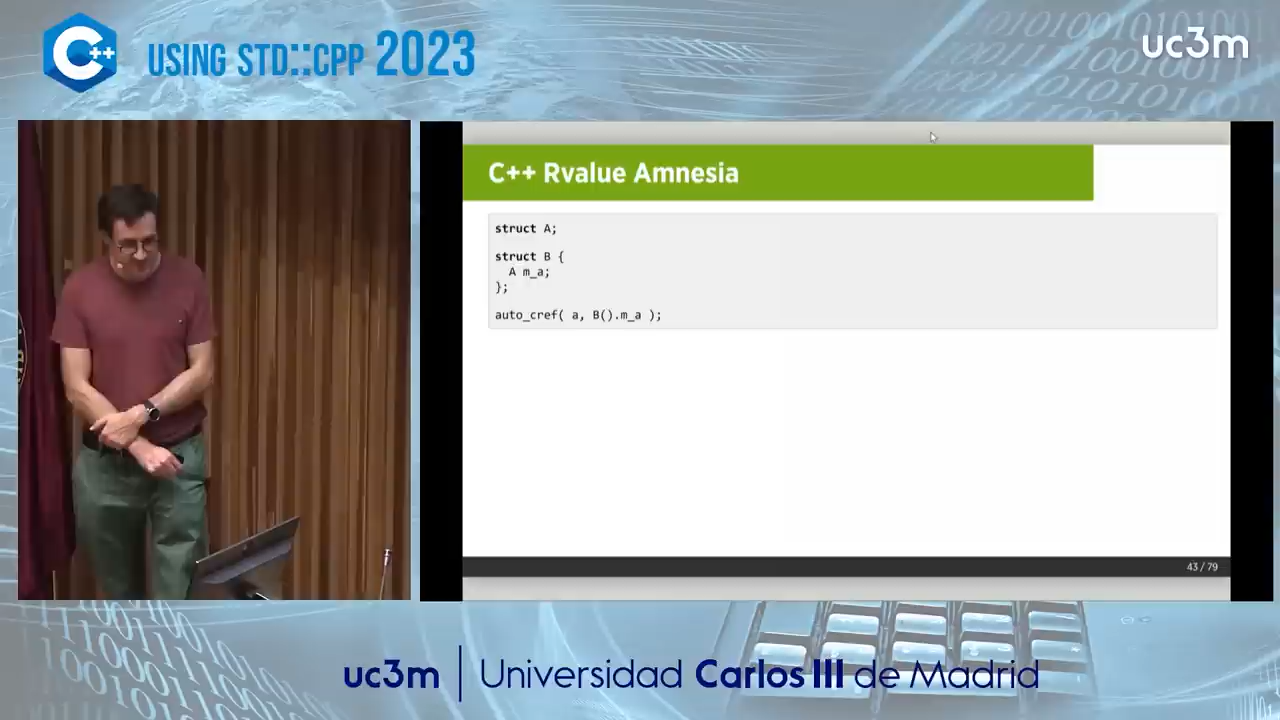 C++
USING STD::CPP 2023
uc3m
C++ Rvalue Amnesia
struct A;
struct B {
A m_a;
};
auto_cref( a, B().m_a );
43 / 79
uc3m | Universidad Carlos III de Madrid